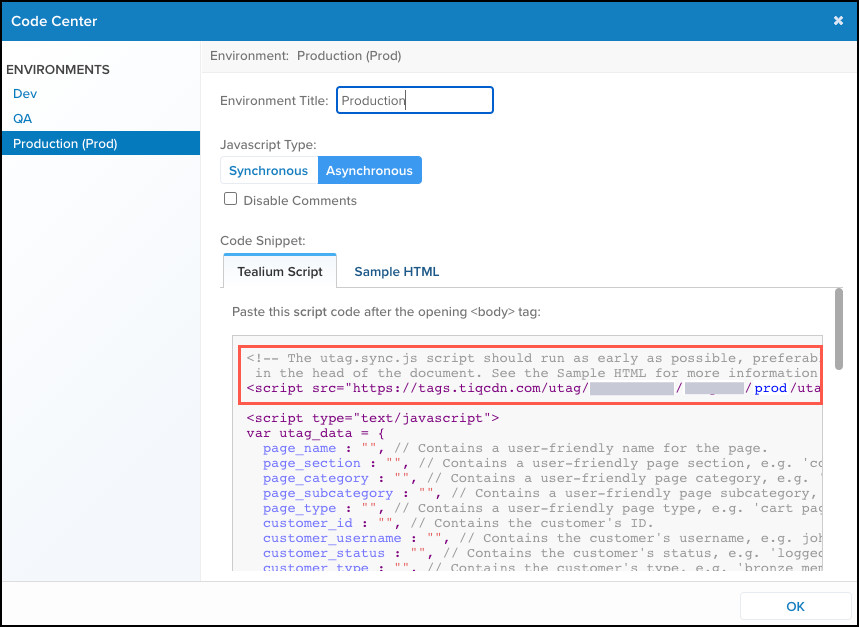 Code Center
ENVIRONMENTS
Dev
QA
Production (Prod)
Environment: Production (Prod)
Environment Title: Production
Javascript Type:
Synchronous Asynchronous
Disable Comments
Code Snippet:
Tealium Script Sample HTML
Paste this script code after the opening <body> tag:
<!-- The utag.sync.js script should run as early as possible, preferab
in the head of the document. See the Sample HTML for more information
<script src="https://tags.tiqcdn.com/utag/ / /prod/uta
<script type="text/javascript">
var utag_data = {
page_name : "", // Contains a user-friendly name for the page.
page_section : "", // Contains a user-friendly page section, e.g. 'co
page_category : "", // Contains a user-friendly page category, e.g. '
page_subcategory : "", // Contains a user-friendly page subcategory,
page_type : "", // Contains a user-friendly page type, e.g. 'cart pag
customer_id : "", // Contains the customer's ID.
customer_username : "", // Contains the customer's username, e.g. joh
customer_status : "", // Contains the customer's status, e.g. 'logged
customer_type : "", // Contains the customer's type, e.g. 'bronze mem
OK